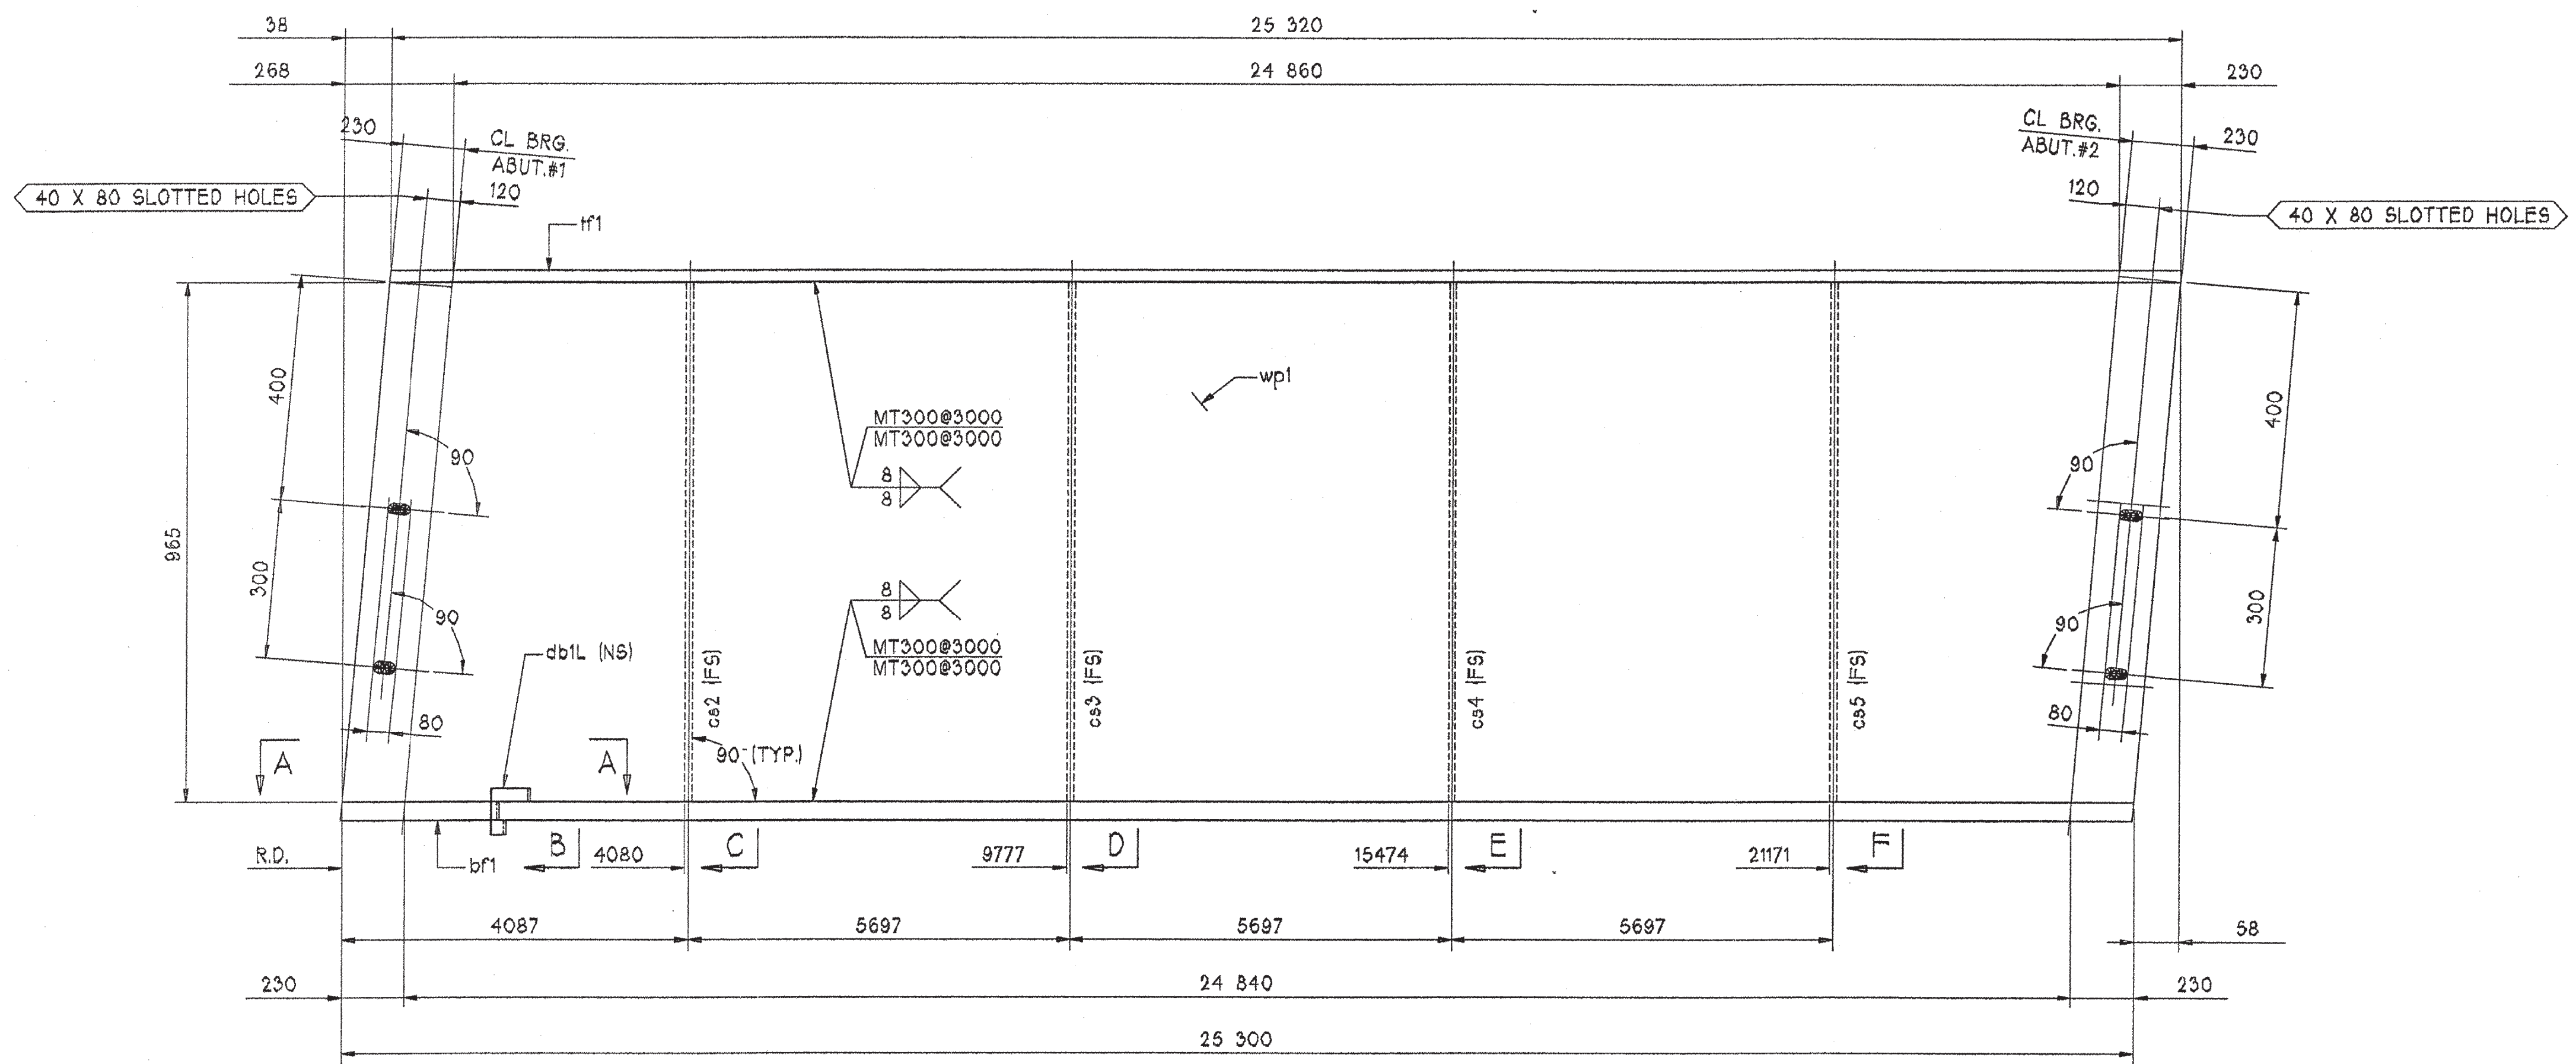 38
25 320
268
24 860
230
230
CL BRG.
ABUT.#1
CL BRG.
ABUT.#2
230
40 X 80 SLOTTED HOLES
120
120
40 X 80 SLOTTED HOLES
tf1
400
965
300
90
90
80
MT300@3000
MT300@3000
8
8
wp1
8
8
MT300@3000
MT300@3000
db1L (NS)
cs2 (FS)
cs3 (FS)
cs4 (FS)
cs5 (FS)
90 (TYP.)
400
300
90
90
80
A
A
bf1
R.D.
B
4080
C
9777
D
15474
E
21171
F
4087
5697
5697
5697
58
230
24 840
230
25 300